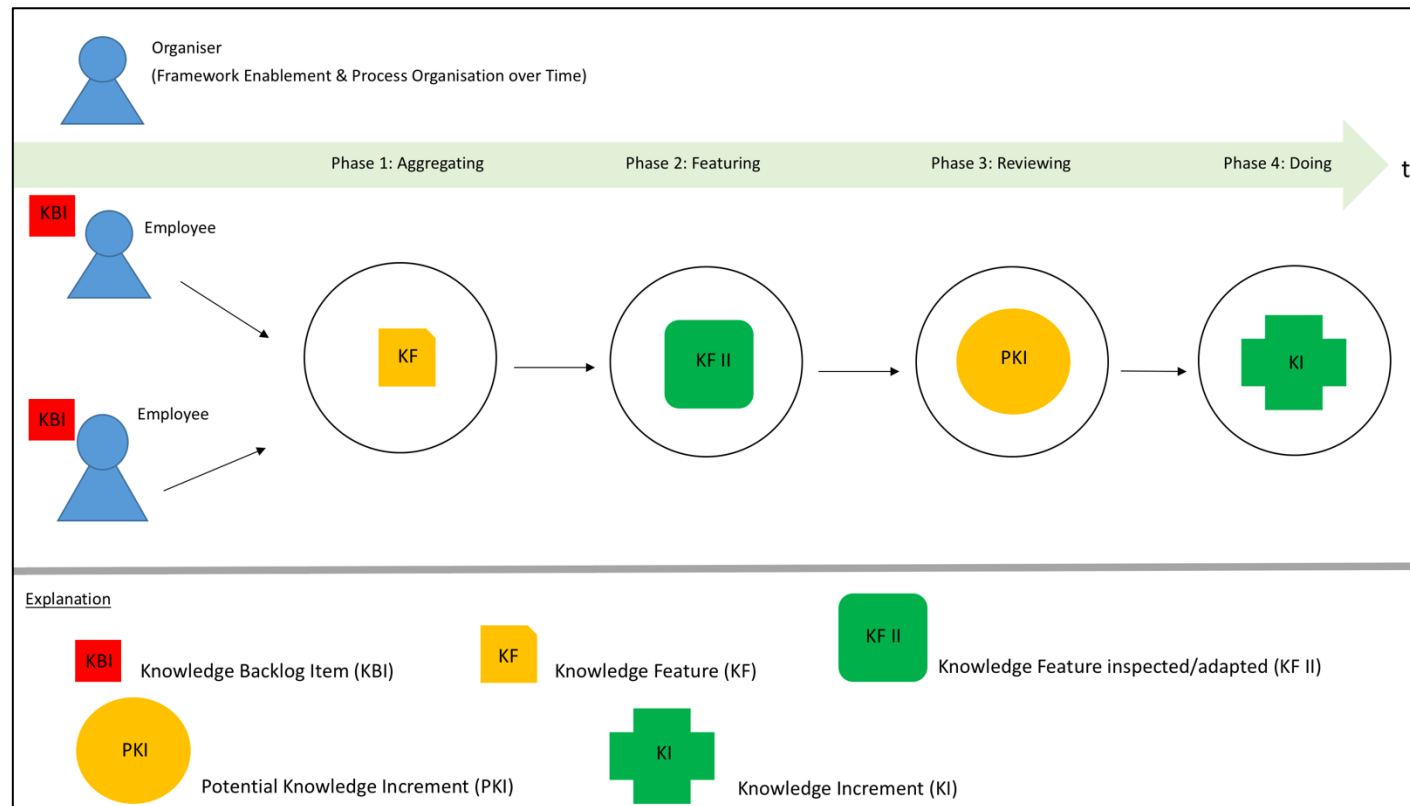 Organiser
(Framework Enablement & Process Organisation over Time)
Phase 1: Aggregating
Phase 2: Featuring
Phase 3: Reviewing
Phase 4: Doing
t
KBI
Employee
KF
KF II
PKI
KI
KBI
Employee
Explanation
KBI
Knowledge Backlog Item (KBI)
KF
Knowledge Feature (KF)
KF II
Knowledge Feature inspected/adapted (KF II)
PKI
Potential Knowledge Increment (PKI)
KI
Knowledge Increment (KI)